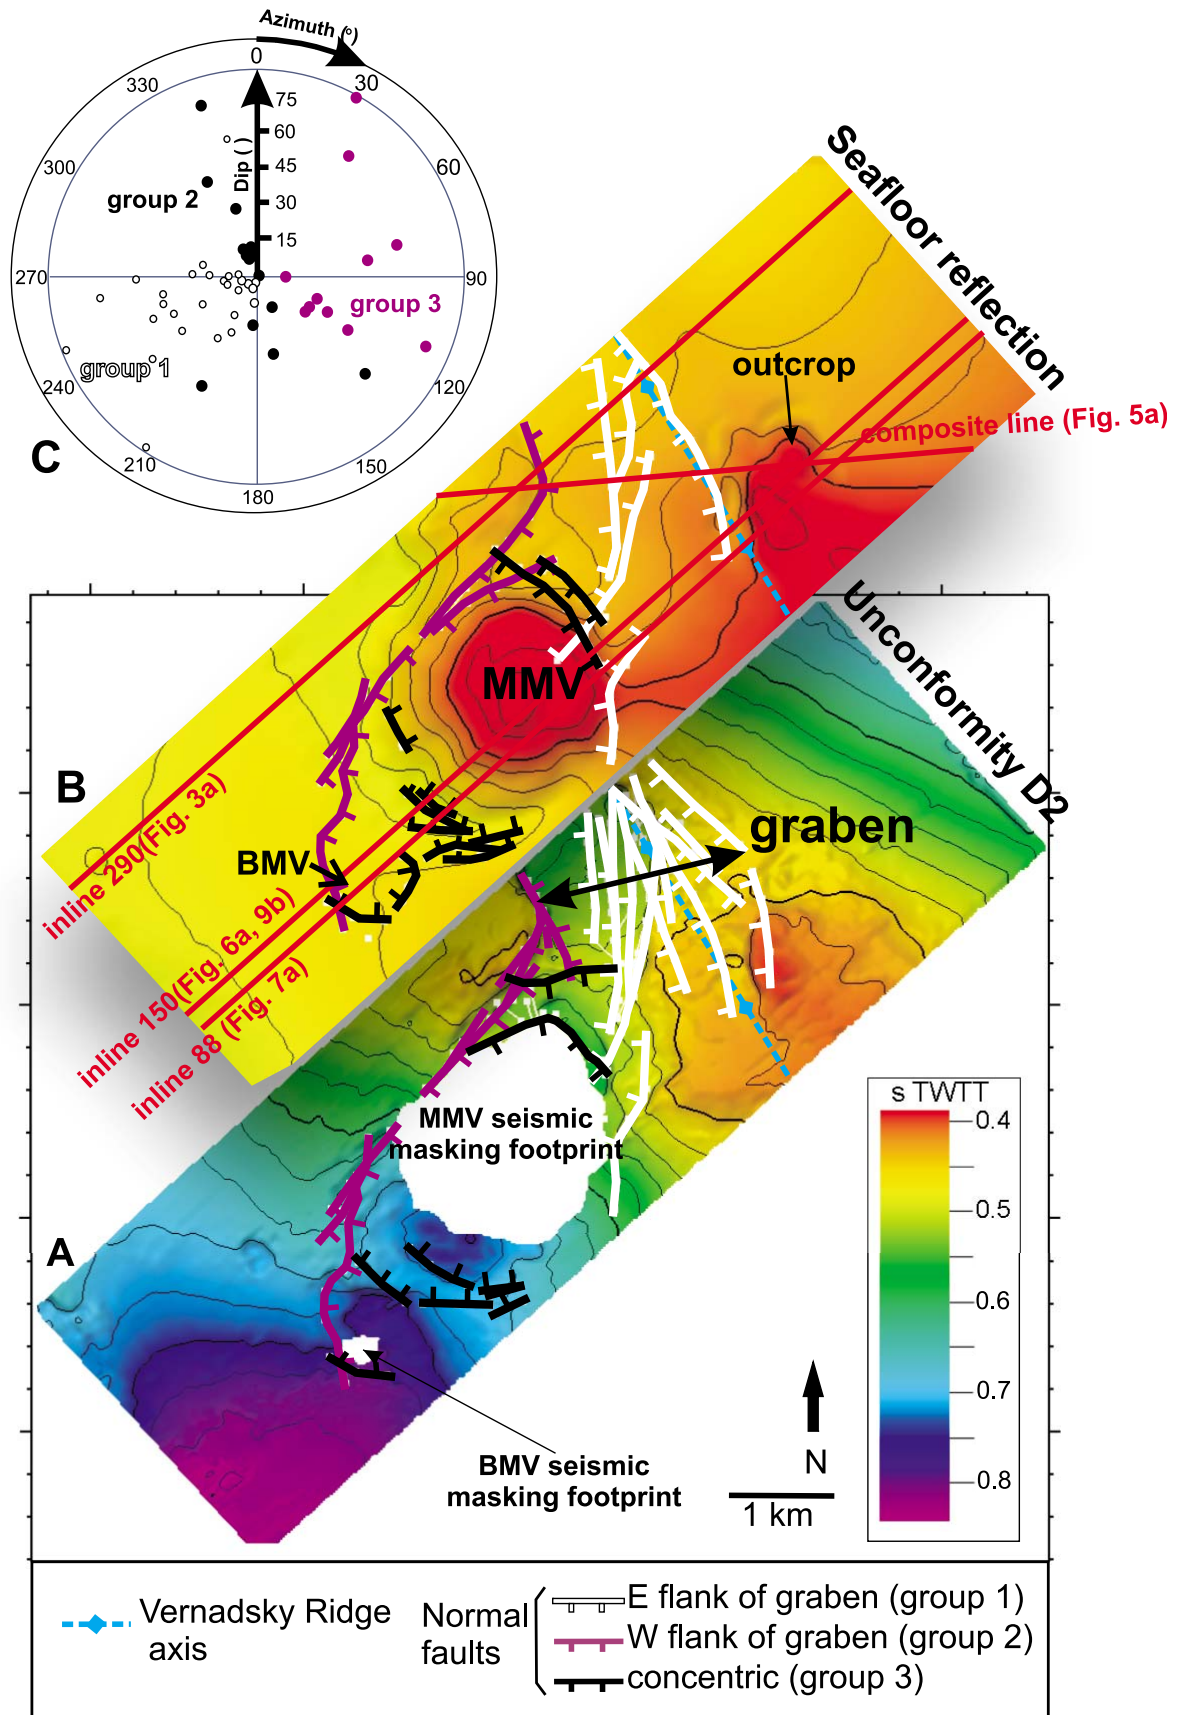 Azimuth (°)
0
30
60
90
120
150
180
210
240
270
300
330
75
60
45
30
15
Dip ( )
group 2
group 3
group 1
C
Seafloor reflection
outcrop
composite line (Fig. 5a)
MMV
Unconformity D2
B
inline 290(Fig. 3a)
BMV
graben
inline 150(Fig. 6a, 9b)
inline 88 (Fig. 7a)
MMV seismic
masking footprint
A
s TWTT
0.4
0.5
0.6
0.7
0.8
N
1 km
BMV seismic
masking footprint
Vernadsky Ridge
axis
Normal
faults
E flank of graben (group 1)
W flank of graben (group 2)
concentric (group 3)